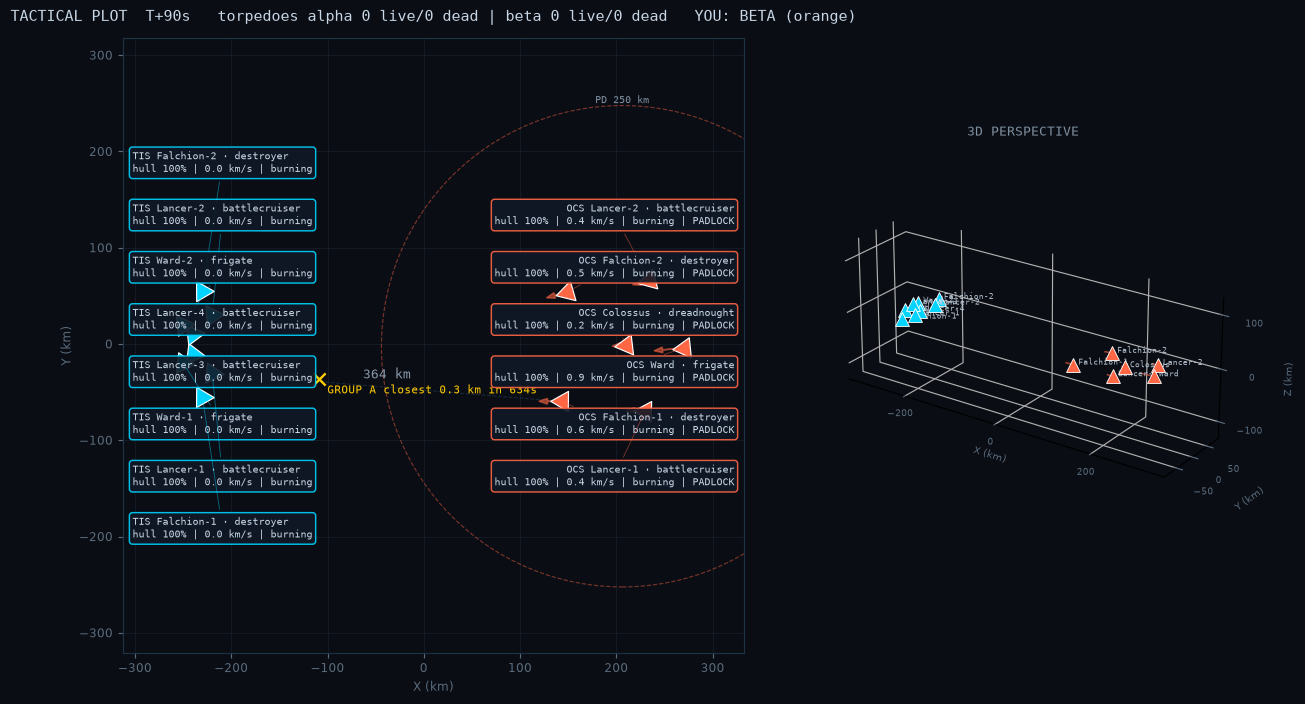 TACTICAL PLOT  T+90s   torpedoes alpha 0 live/0 dead | beta 0 live/0 dead   YOU: BETA (orange)
300
200
100
0
−100
−200
−300
Y (km)
−300
−200
−100
0
100
200
300
X (km)
PD 250 km
TIS Falchion-2 · destroyer
hull 100% | 0.0 km/s | burning
TIS Lancer-2 · battlecruiser
hull 100% | 0.0 km/s | burning
TIS Ward-2 · frigate
hull 100% | 0.0 km/s | burning
TIS Lancer-4 · battlecruiser
hull 100% | 0.0 km/s | burning
TIS Lancer-3 · battlecruiser
hull 100% | 0.0 km/s | burning
TIS Ward-1 · frigate
hull 100% | 0.0 km/s | burning
TIS Lancer-1 · battlecruiser
hull 100% | 0.0 km/s | burning
TIS Falchion-1 · destroyer
hull 100% | 0.0 km/s | burning
364 km
GROUP A closest 0.3 km in 634s
OCS Lancer-2 · battlecruiser
hull 100% | 0.4 km/s | burning | PADLOCK
OCS Falchion-2 · destroyer
hull 100% | 0.5 km/s | burning | PADLOCK
OCS Colossus · dreadnought
hull 100% | 0.2 km/s | burning | PADLOCK
OCS Ward · frigate
hull 100% | 0.9 km/s | burning | PADLOCK
OCS Falchion-1 · destroyer
hull 100% | 0.6 km/s | burning | PADLOCK
OCS Lancer-1 · battlecruiser
hull 100% | 0.4 km/s | burning | PADLOCK
3D PERSPECTIVE
Falchion-2
Falchion-2
Lancer-2
Ward
−200
0
200
X (km)
−50
0
50
Y (km)
100
0
−100
Z (km)